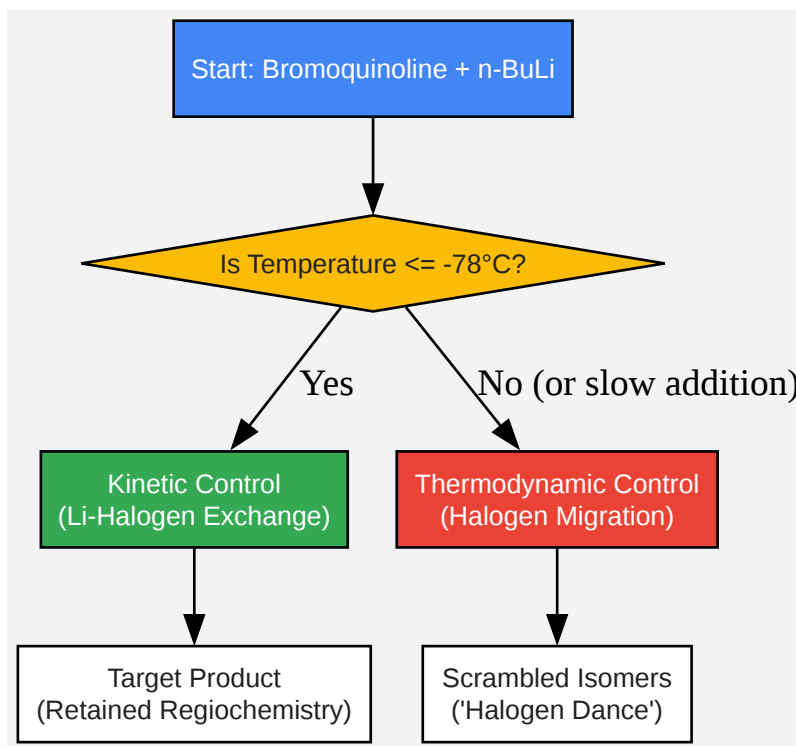 Start: Bromoquinoline + n-BuLi
Is Temperature <= -78°C?
Yes
No (or slow addition)
Kinetic Control
(Li-Halogen Exchange)
Thermodynamic Control
(Halogen Migration)
Target Product
(Retained Regiochemistry)
Scrambled Isomers
('Halogen Dance')